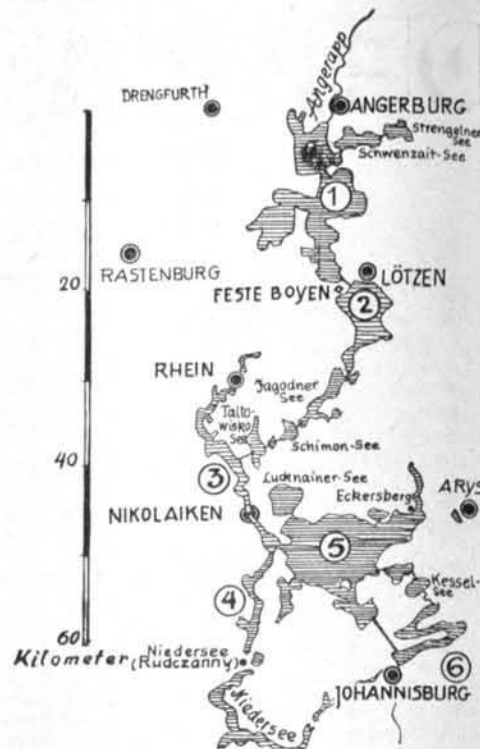 Angerapp
DRENGFURTH
ANGERBURG
Strengelner
See
Schwenzait-See
1
RASTENBURG
20
LÖTZEN
FESTE BOYEN
2
RHEIN
Jagodner
See
Talto-
wisko
See
Schimon-See
40
3
Luknainer-See
Eckersberg
ARYS
NIKOLAIKEN
5
Kessel-
See
4
60
Kilometer
Niedersee
(Rudczanny)
6
JOHANNISBURG
Niedersee